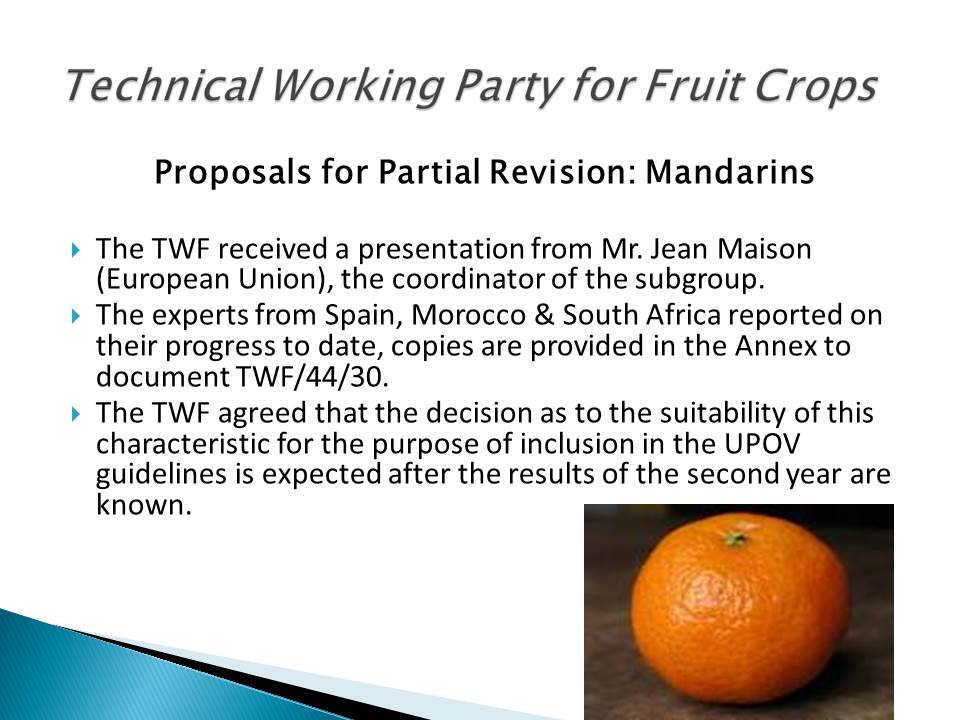 Technical Working Party for Fruit Crops
Proposals for Partial Revision: Mandarins
The TWF received a presentation from Mr. Jean Maison
(European Union), the coordinator of the subgroup.
The experts from Spain, Morocco & South Africa reported on
their progress to date, copies are provided in the Annex to
document TWF/44/30.
The TWF agreed that the decision as to the suitability of this
characteristic for the purpose of inclusion in the UPOV
guidelines is expected after the results of the second year are
known.